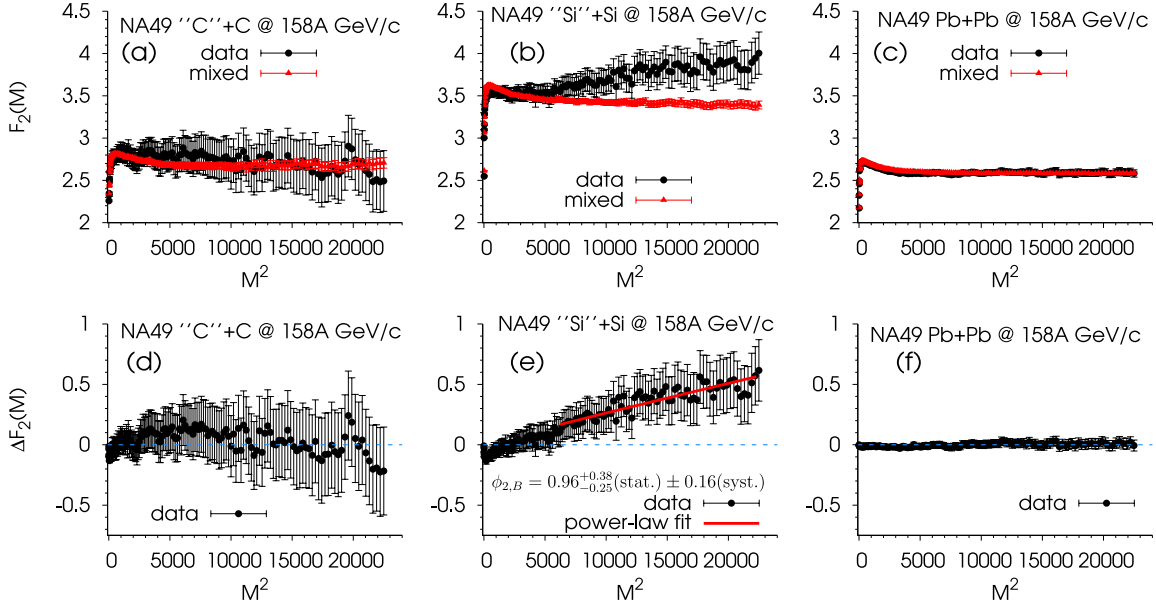 NA49 ′′C′′+C @ 158A GeV/c
(a)
data
mixed
F2(M)
4.5
4
3.5
3
2.5
2
0 5000 10000 15000 20000
M²
NA49 ′′Si′′+Si @ 158A GeV/c
(b)
data
mixed
4.5
4
3.5
3
2.5
2
0 5000 10000 15000 20000
M²
NA49 Pb+Pb @ 158A GeV/c
(c)
data
mixed
4.5
4
3.5
3
2.5
2
0 5000 10000 15000 20000
M²
NA49 ′′C′′+C @ 158A GeV/c
(d)
data
ΔF2(M)
1
0.5
0
-0.5
0 5000 10000 15000 20000
M²
NA49 ′′Si′′+Si @ 158A GeV/c
(e)
ϕ2,B = 0.96+0.38−0.25(stat.) ± 0.16(syst.)
data
power-law fit
1
0.5
0
-0.5
0 5000 10000 15000 20000
M²
NA49 Pb+Pb @ 158A GeV/c
(f)
data
1
0.5
0
-0.5
0 5000 10000 15000 20000
M²